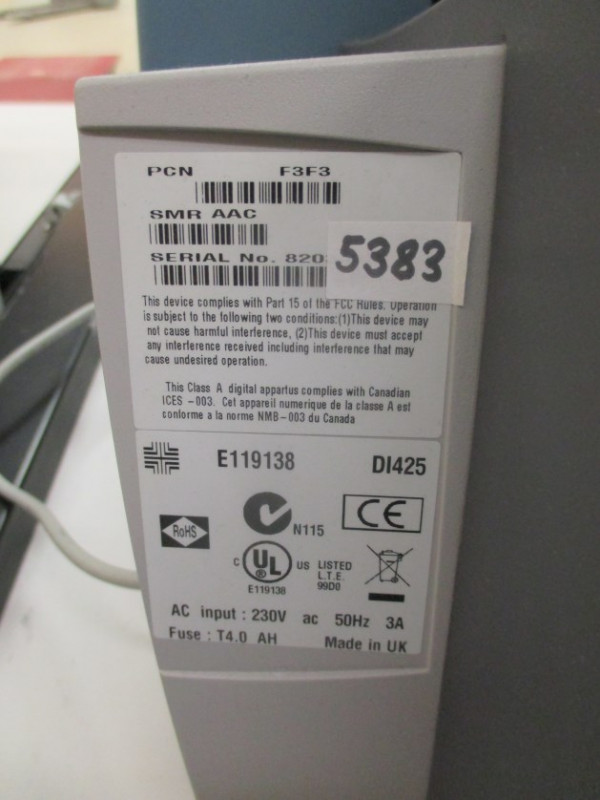 PCN F3F3
SMR AAC
SERIAL No. 820
5383
This device complies with Part 15 of the FCC Rules. Operation
is subject to the following two conditions:(1)This device may
not cause harmful interference, (2)This device must accept
any interference received including interference that may
cause undesired operation.
This Class A digital appartus complies with Canadian
ICES -003. Cet appareil numerique de la classe A est
conforme a la norme NMB-003 du Canada
E119138 DI425
RoHS
N115
CE
C UL US LISTED
L.T.E.
99D0
E119138
AC input : 230V ac 50Hz 3A
Fuse : T4.0 AH Made in UK